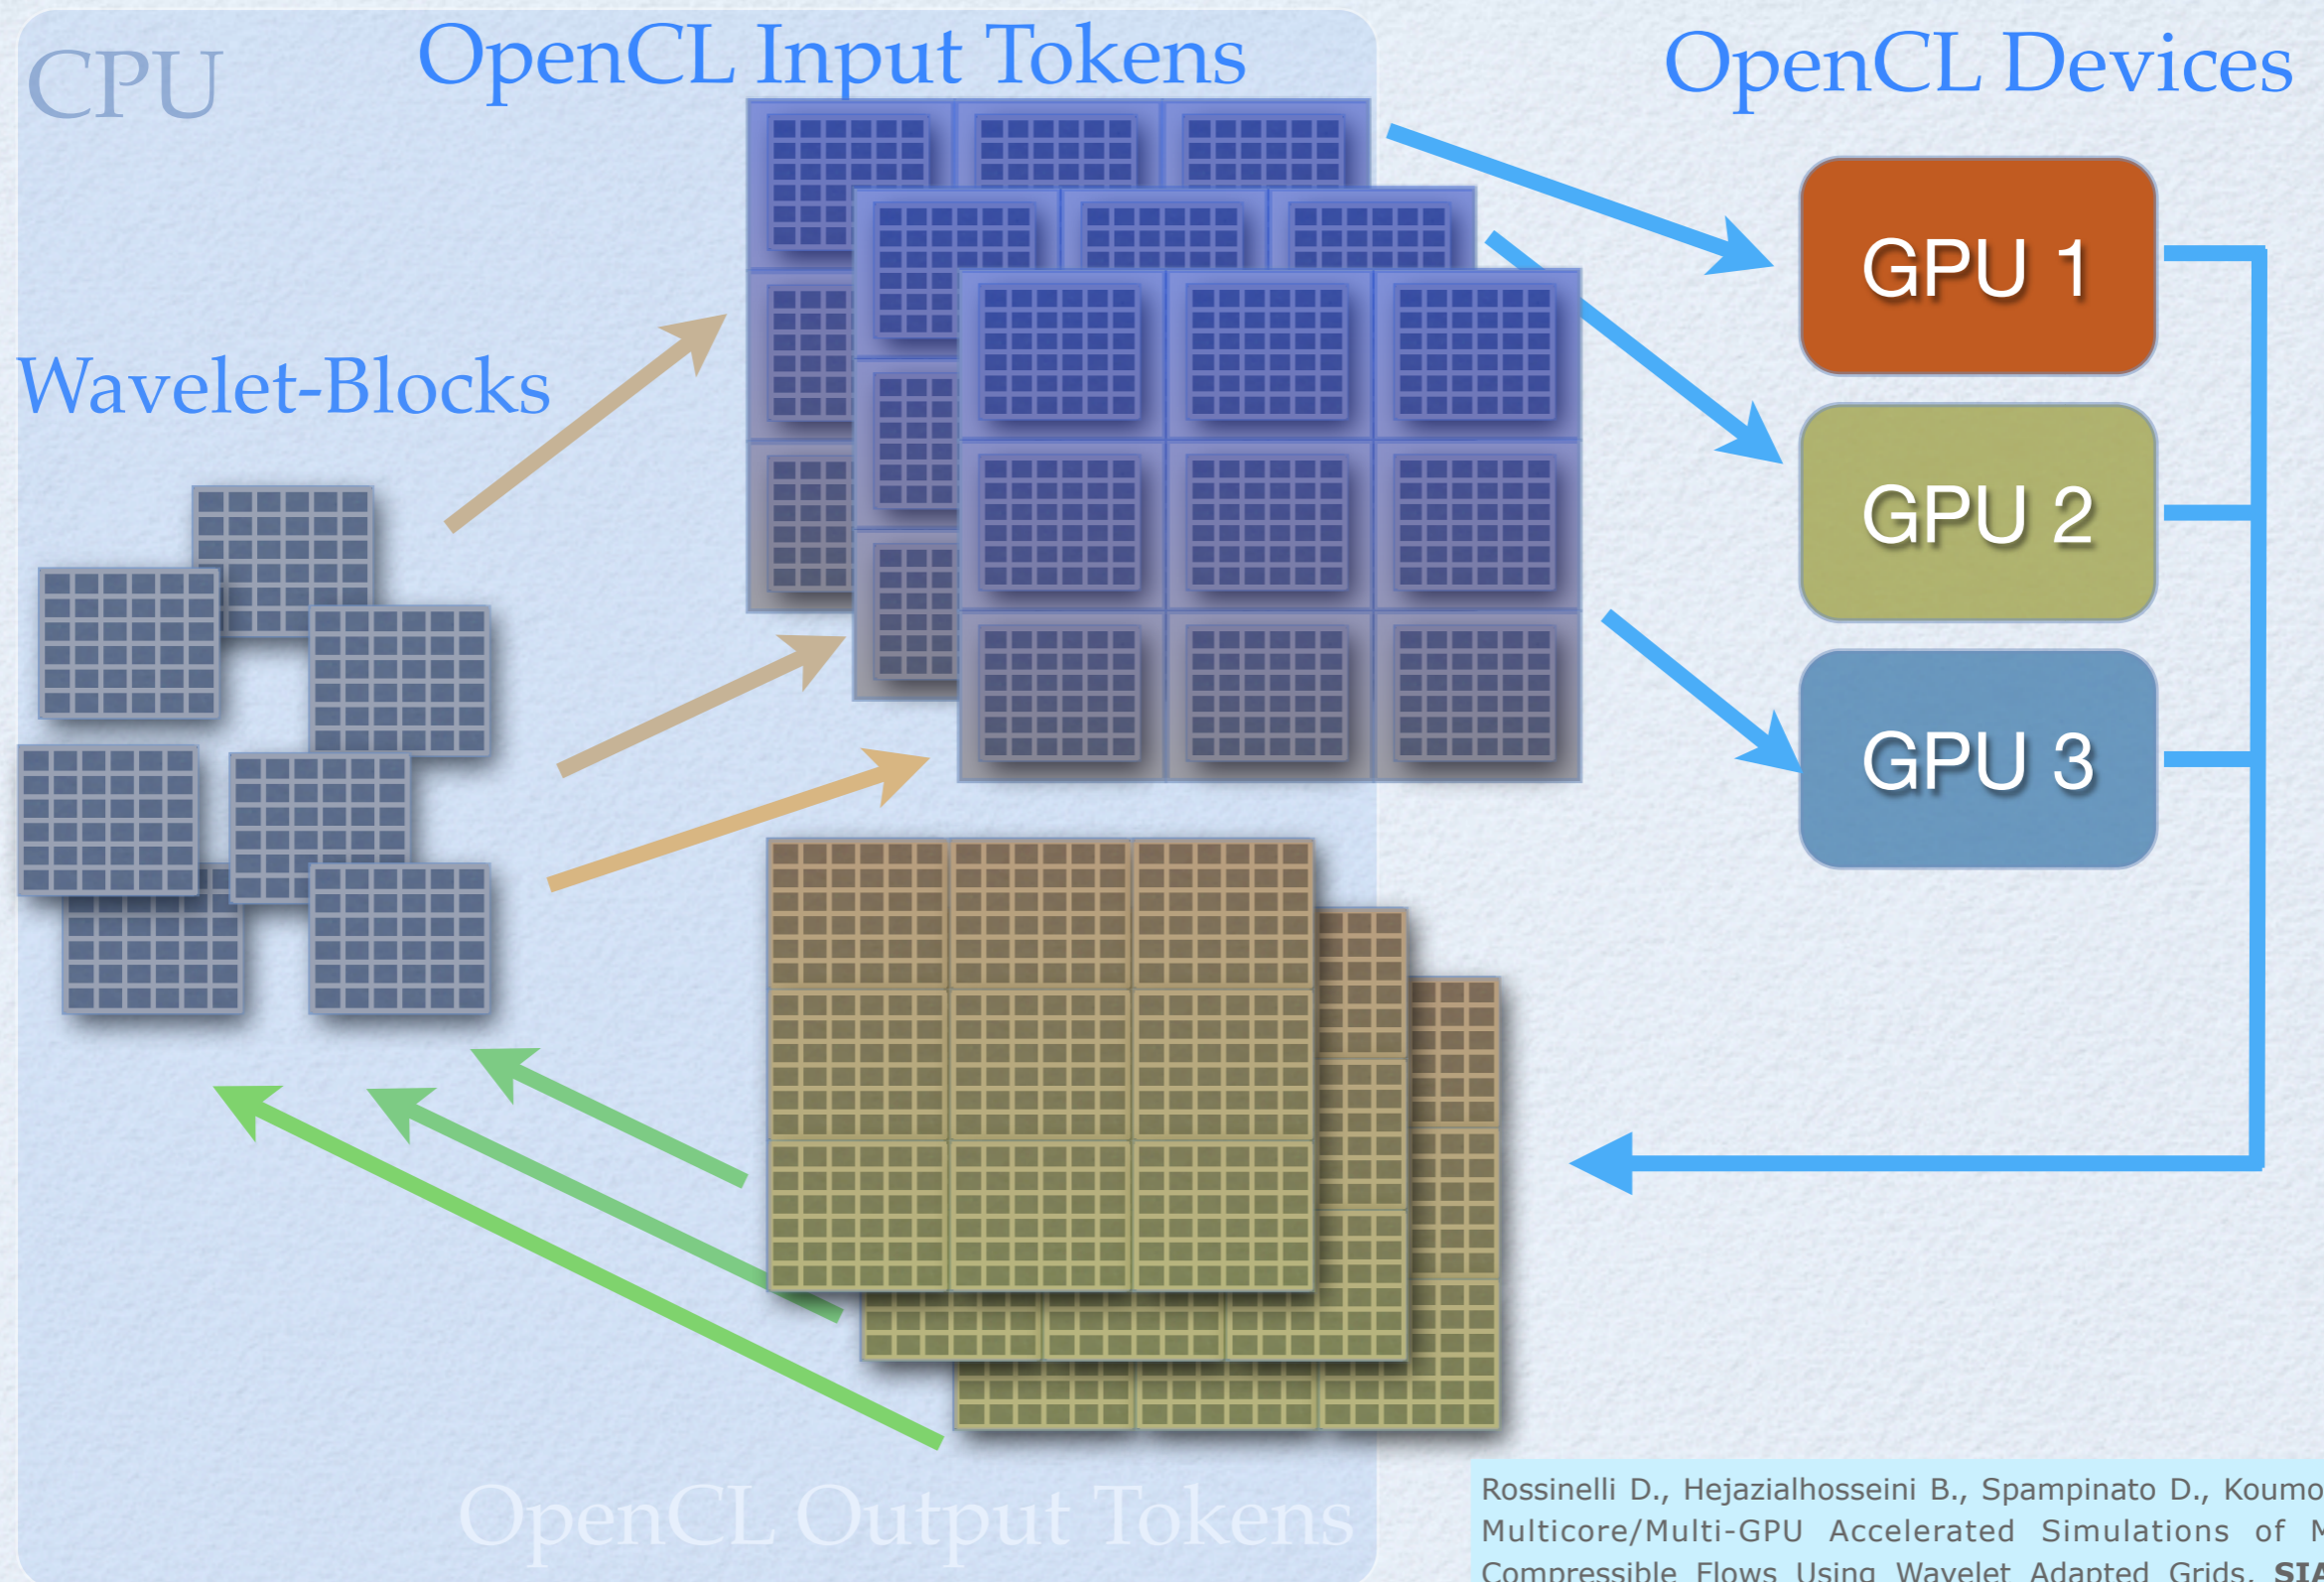 CPU
OpenCL Input Tokens
OpenCL Devices
GPU 1
Wavelet-Blocks
GPU 2
GPU 3
OpenCL Output Tokens
Rossinelli D., Hejazialhosseini B., Spampinato D.,
Multicore/Multi-GPU Accelerated Simulations of
Compressible Flows Using Wavelet Adapted Grids,